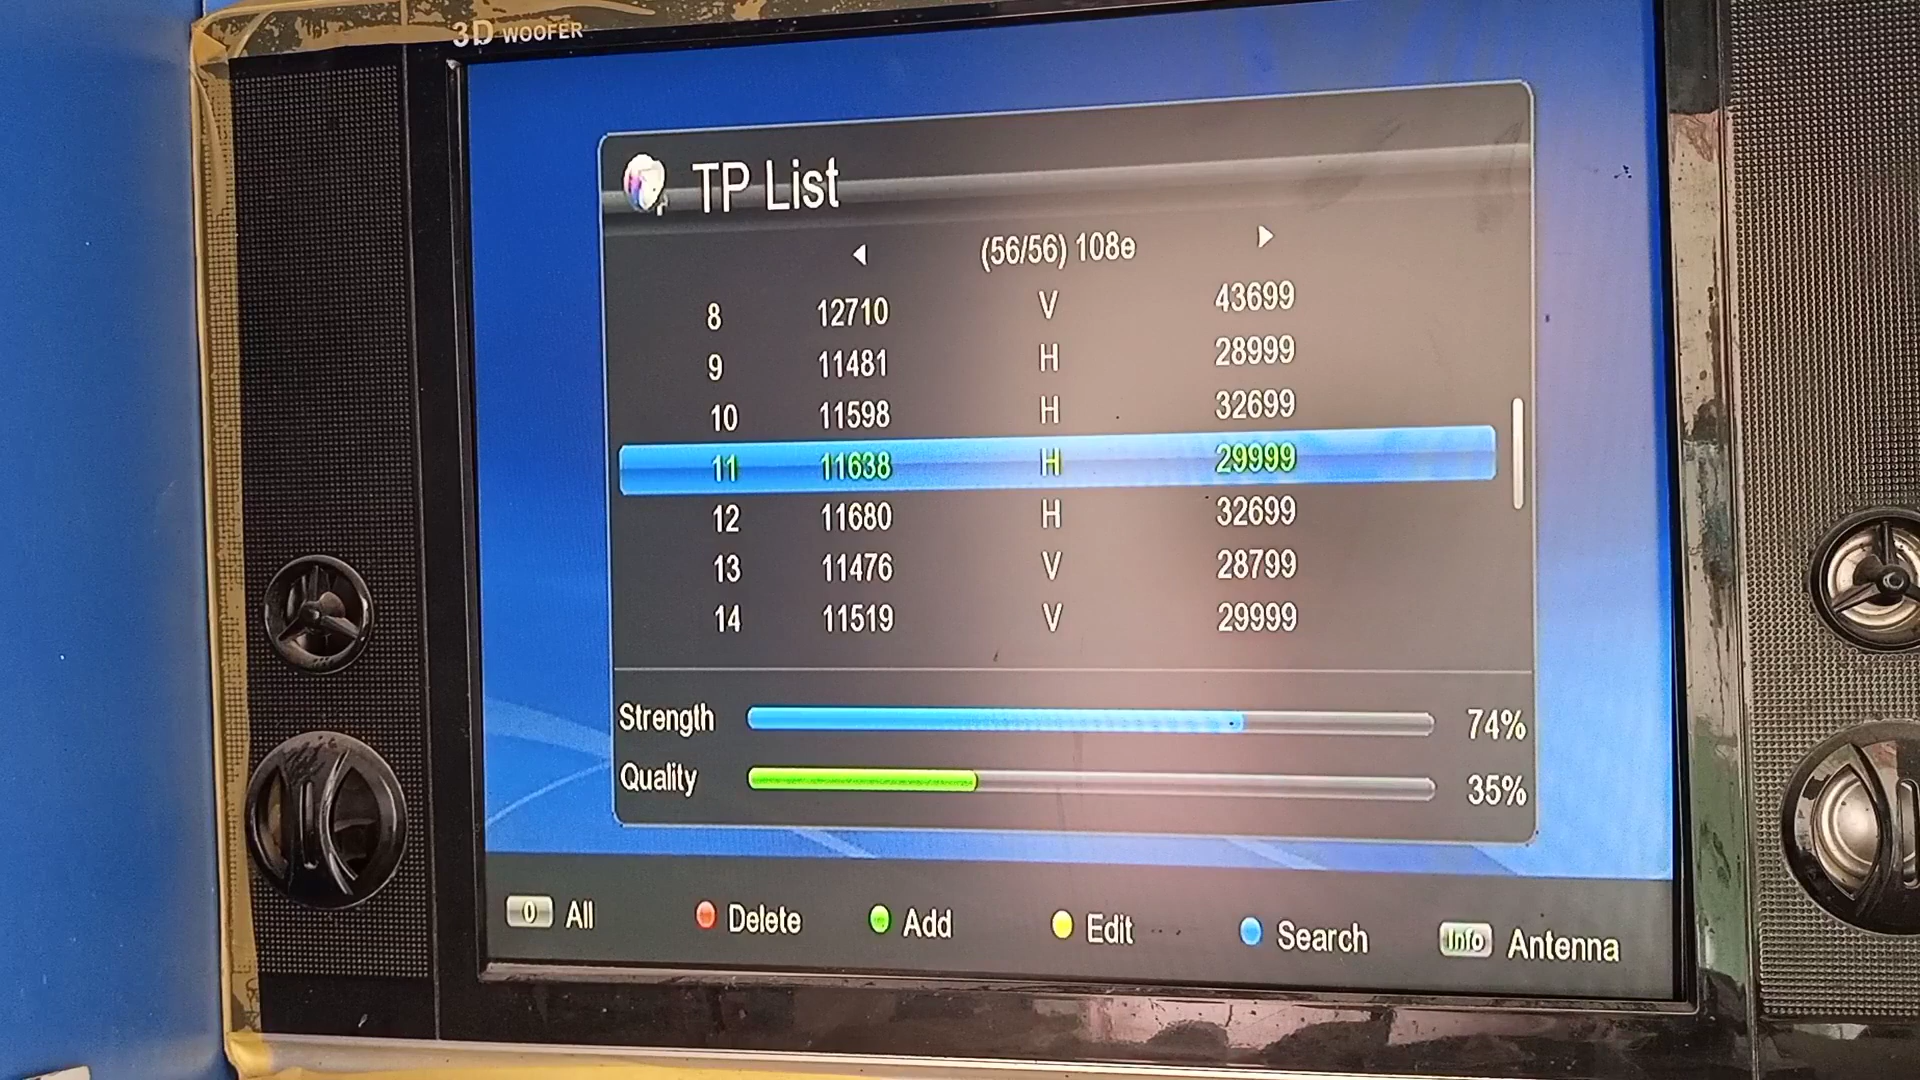 3D WOOFER
TP List
(56/56) 108e
8 12710 V 43699
9 11481 H 28999
10 11598 H 32699
11 11638 H 29999
12 11680 H 32699
13 11476 V 28799
14 11519 V 29999
Strength 74%
Quality 35%
0 All Delete Add Edit Search Info Antenna